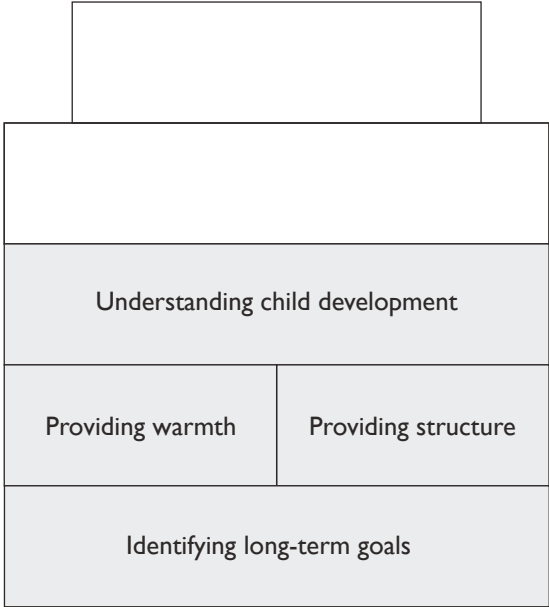 Understanding child development
Providing warmth
Providing structure
Identifying long-term goals